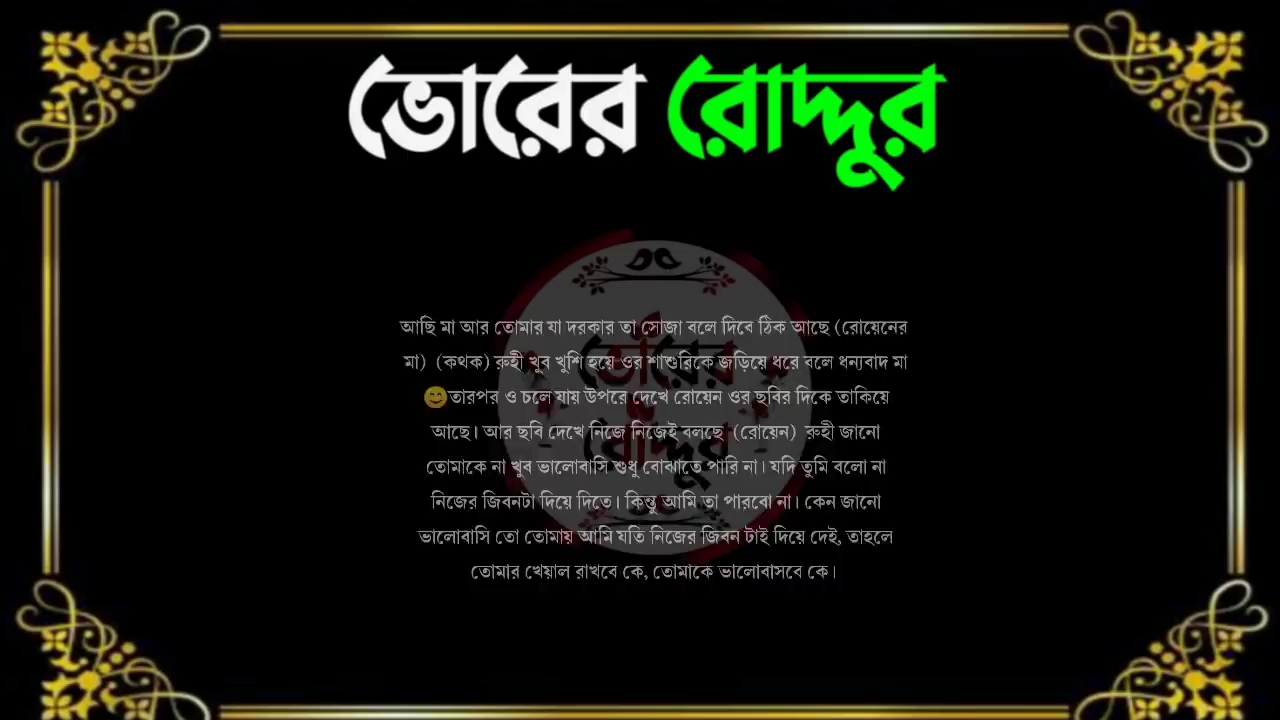 ভোরের রোদ্দুর
আছি মা আর তোমার যা দরকার তা সোজা বলে দিবে ঠিক আছে (রোয়েনের
মা) (কথক) রুহী খুব খুশি হয়ে ওর শাশুরিকে জড়িয়ে ধরে বলে ধন্যবাদ মা
😊তারপর ও চলে যায় উপরে দেখে রোয়েন ওর ছবির দিকে তাকিয়ে
আছে। আর ছবি দেখে নিজে নিজেই বলছে (রোয়েন) রুহী জানো
তোমাকে না খুব ভালোবাসি শুধু বোঝাতে পারি না। যদি তুমি বলো না
নিজের জিবনটা দিয়ে দিতে। কিন্তু আমি তা পারবো না। কেন জানো
ভালোবাসি তো তোমায় আমি যতি নিজের জিবন টাই দিয়ে দেই, তাহলে
তোমার খেয়াল রাখবে কে, তোমাকে ভালোবাসবে কে।
ভোরের
রোদ্দুর